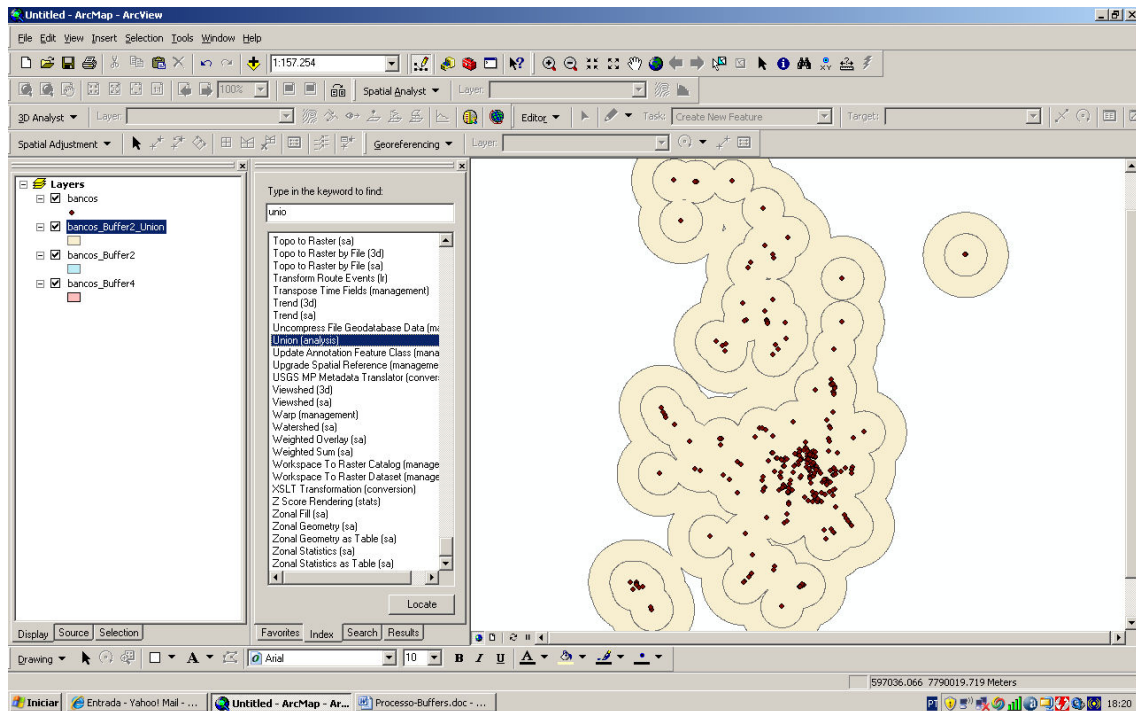 Untitled - ArcMap - ArcView
File Edit View Insert Selection Tools Window Help
1:157.254
100% Spatial Analyst Layer:
3D Analyst Layer: Editor Task: Create New Feature Target:
Spatial Adjustment Georeferencing Layer:
Layers
bancos
bancos_Buffer2_Union
bancos_Buffer2
bancos_Buffer4
Display Source Selection
Type in the keyword to find:
unio
Topo to Raster (sa)
Topo to Raster by File (3d)
Topo to Raster by File (sa)
Transform Route Events (lr)
Transpose Time Fields (management)
Trend (3d)
Trend (sa)
Uncompress File Geodatabase Data (ma
Union (analysis)
Update Annotation Feature Class (mana
Upgrade Spatial Reference (manageme
USGS MP Metadata Translator (conver
Viewshed (3d)
Viewshed (sa)
Warp (management)
Watershed (sa)
Weighted Overlay (sa)
Weighted Sum (sa)
Workspace To Raster Catalog (manage
Workspace To Raster Dataset (manage
XSLT Transformation (conversion)
Z Score Rendering (stats)
Zonal Fill (sa)
Zonal Geometry (sa)
Zonal Geometry as Table (sa)
Zonal Statistics (sa)
Zonal Statistics as Table (sa)
Locate
Favorites Index Search Results
Drawing A Arial 10 B I U A
597036.066 7790019.719 Meters
Iniciar Entrada - Yahoo! Mail - ... Untitled - ArcMap - Ar... Processo-Buffers.doc - ... PT 18:20